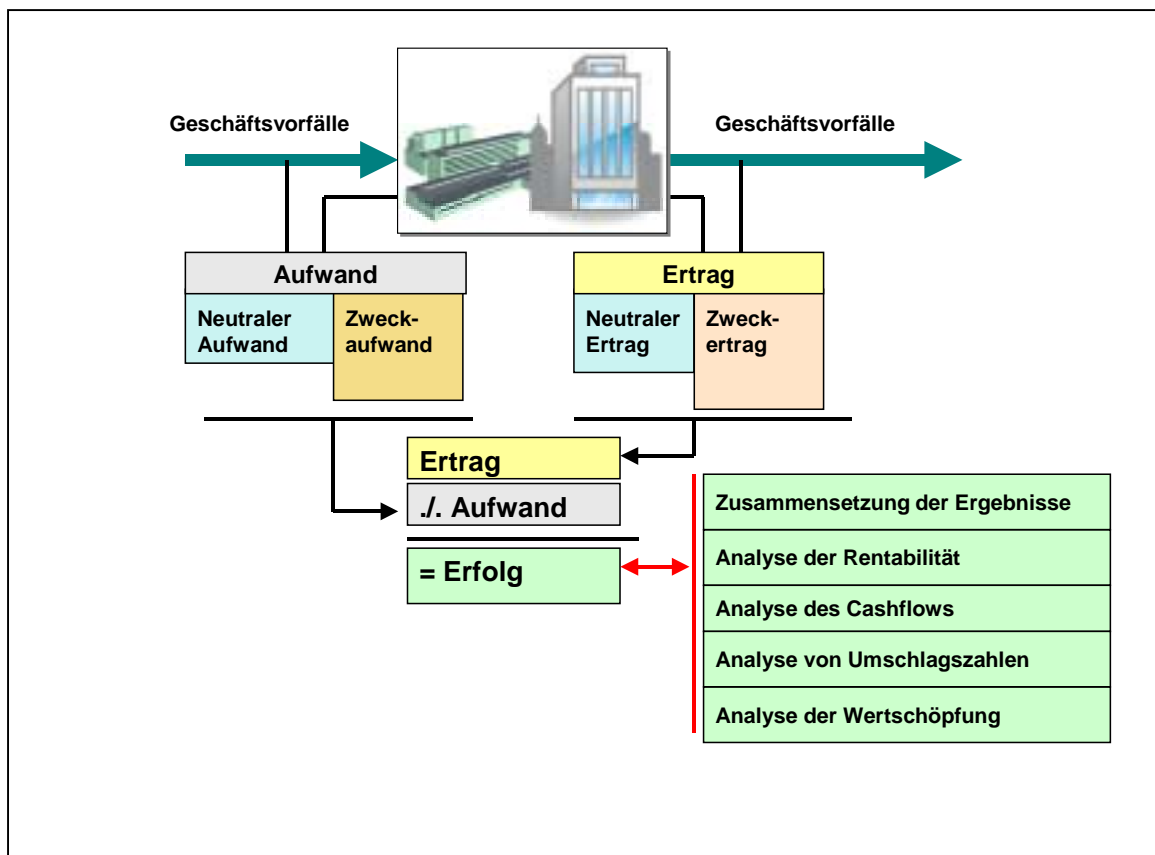 Geschäftsvorfälle
Geschäftsvorfälle
Aufwand
Neutraler
Aufwand
Zweck-
aufwand
Ertrag
Neutraler
Ertrag
Zweck-
ertrag
Ertrag
./. Aufwand
= Erfolg
Zusammensetzung der Ergebnisse
Analyse der Rentabilität
Analyse des Cashflows
Analyse von Umschlagszahlen
Analyse der Wertschöpfung